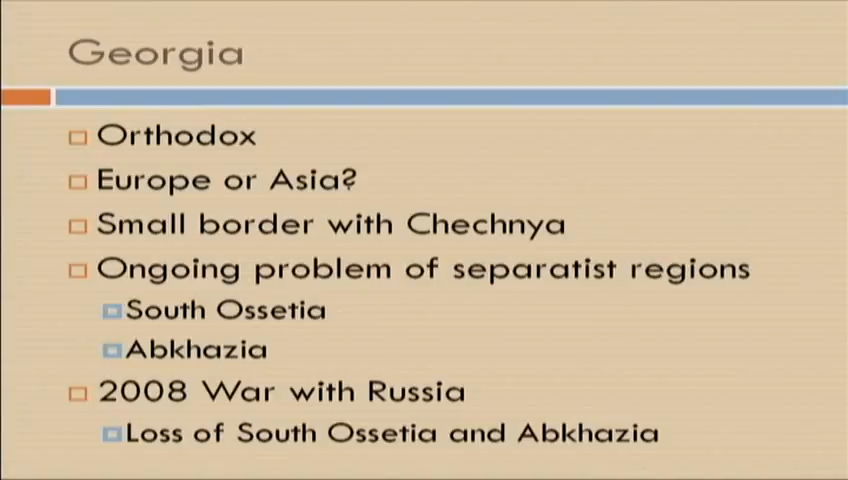 Georgia
Orthodox
Europe or Asia?
Small border with Chechnya
Ongoing problem of separatist regions
South Ossetia
Abkhazia
2008 War with Russia
Loss of South Ossetia and Abkhazia